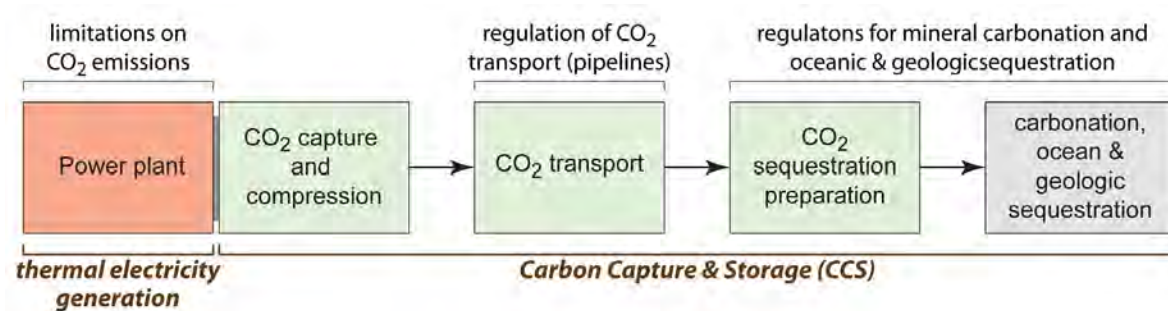 limitations on
CO₂ emissions
regulation of CO₂
transport (pipelines)
regulatons for mineral carbonation and
oceanic & geologicsequestration
Power plant
CO₂ capture
and
compression
CO₂ transport
CO₂
sequestration
preparation
carbonation,
ocean &
geologic
sequestration
thermal electricity
generation
Carbon Capture & Storage (CCS)